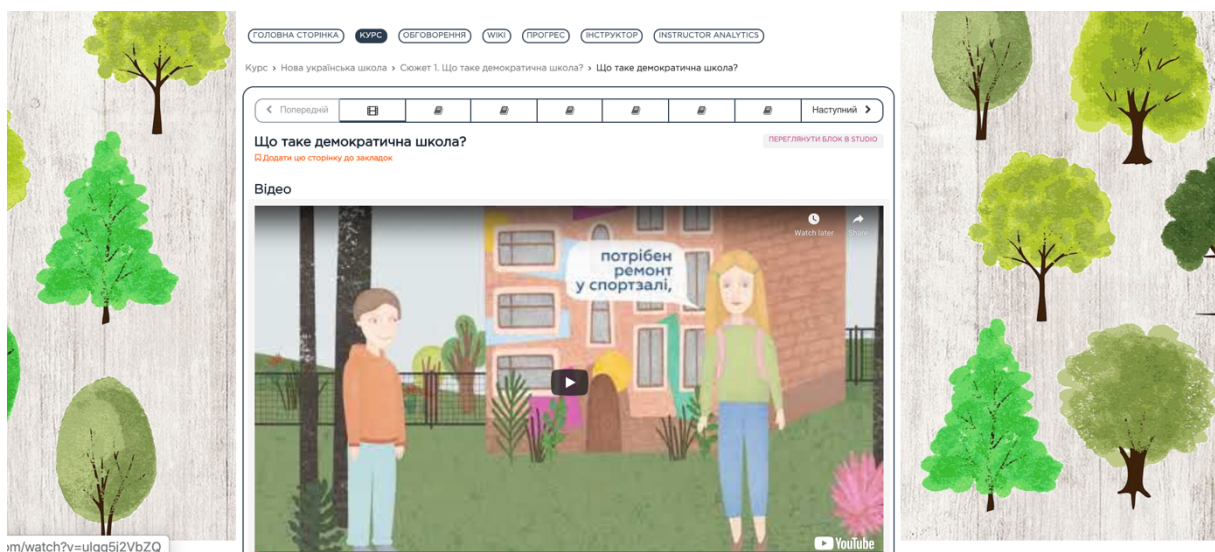 ГОЛОВНА СТОРІНКА КУРС ОБГОВОРЕННЯ WIKI ПРОГРЕС ІНСТРУКТОР INSTRUCTOR ANALYTICS
Курс > Нова українська школа > Сюжет 1. Що таке демократична школа? > Що таке демократична школа?
Попередній Наступний
Що таке демократична школа?
ПЕРЕГЛЯНУТИ БЛОК В STUDIO
Додати цю сторінку до закладок
Відео
Watch later Share
потрібен
ремонт
у спортзалі,
YouTube